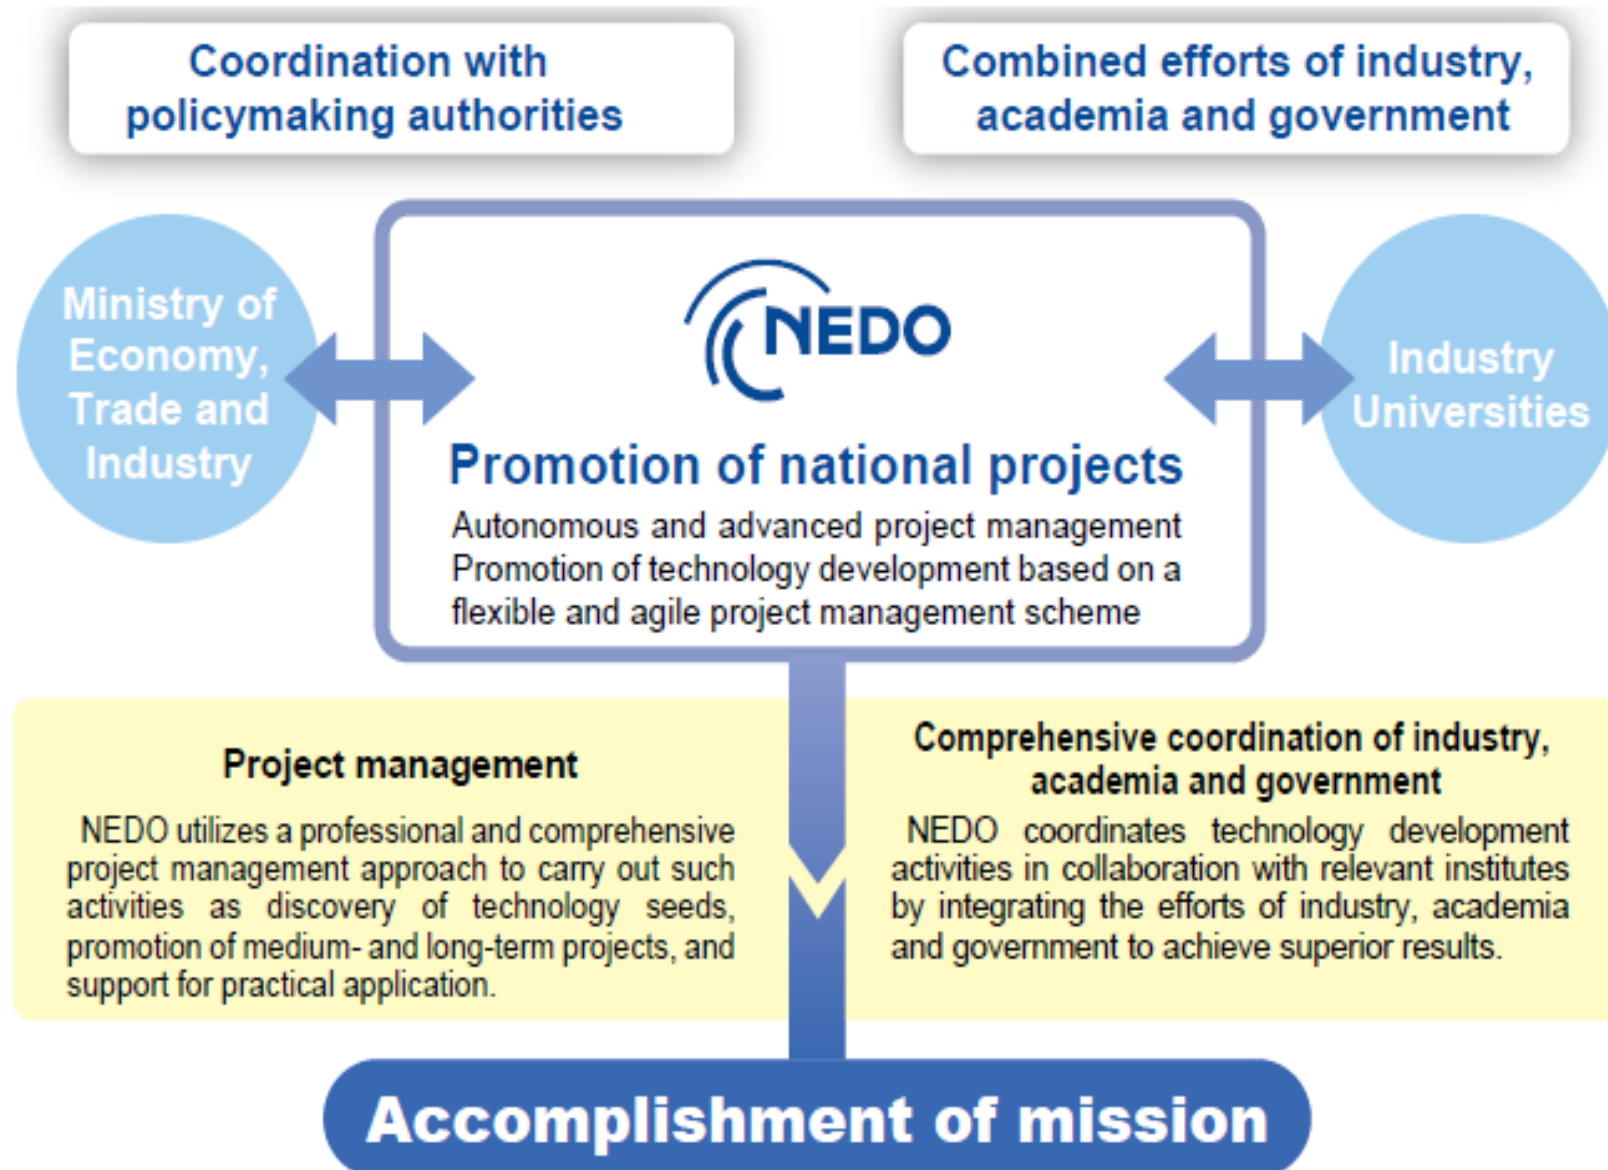 Coordination with
policymaking authorities
Combined efforts of industry,
academia and government
Ministry of
Economy,
Trade and
Industry
NEDO
Promotion of national projects
Autonomous and advanced project management
Promotion of technology development based on a
flexible and agile project management scheme
Industry
Universities
Project management
NEDO utilizes a professional and comprehensive
project management approach to carry out such
activities as discovery of technology seeds,
promotion of medium- and long-term projects, and
support for practical application.
Comprehensive coordination of industry,
academia and government
NEDO coordinates technology development
activities in collaboration with relevant institutes
by integrating the efforts of industry, academia
and government to achieve superior results.
Accomplishment of mission